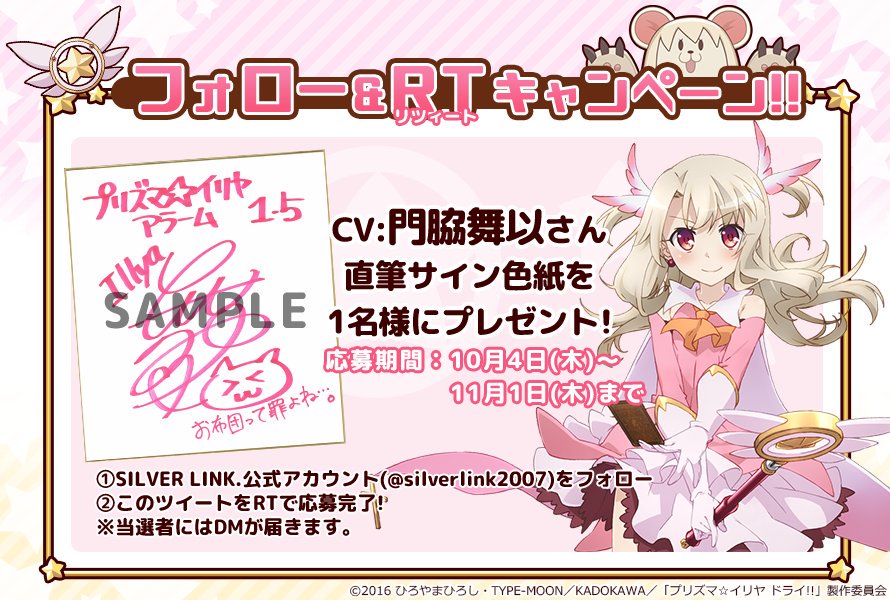 フォロー&RTキャンペーン!!
リツイート
プリズマ☆イリヤ
アラーム 1-5
Illya
SAMPLE
お布団って罪よね…。
CV:門脇舞以さん
直筆サイン色紙を
1名様にプレゼント!
応募期間：10月4日(木)～
11月1日(木)まで
①SILVER LINK.公式アカウント(@silverlink2007)をフォロー
②このツイートをRTで応募完了!
※当選者にはDMが届きます。
©2016 ひろやまひろし・TYPE-MOON／KADOKAWA／「プリズマ☆イリヤ ドライ!!」製作委員会